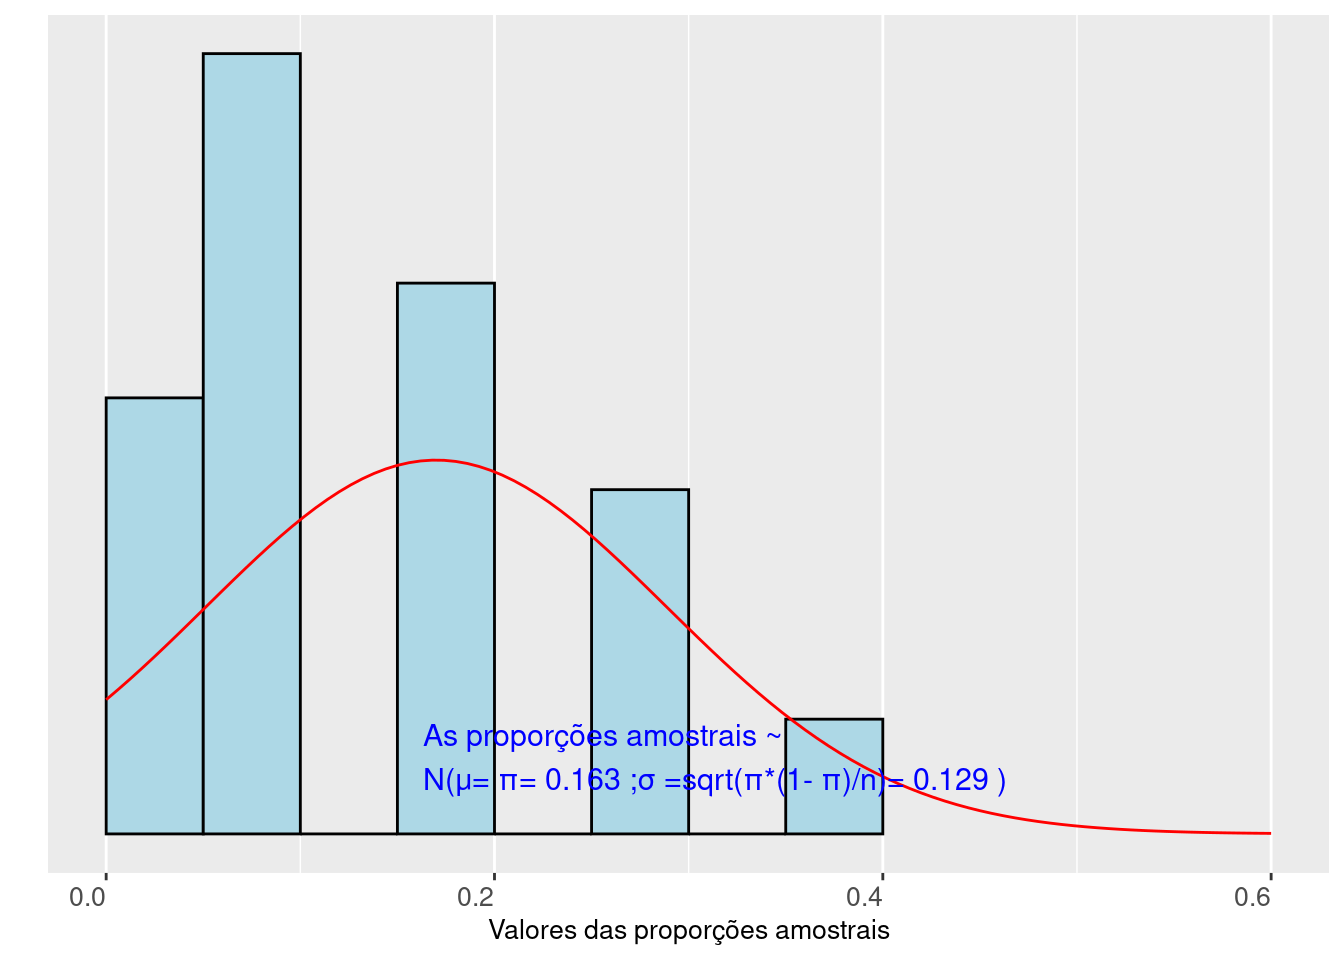 As proporções amostrais ~
N(μ= π= 0.163 ;σ =sqrt(π*(1- π)/n)= 0.129 )
0.0 0.2 0.4 0.6
Valores das proporções amostrais